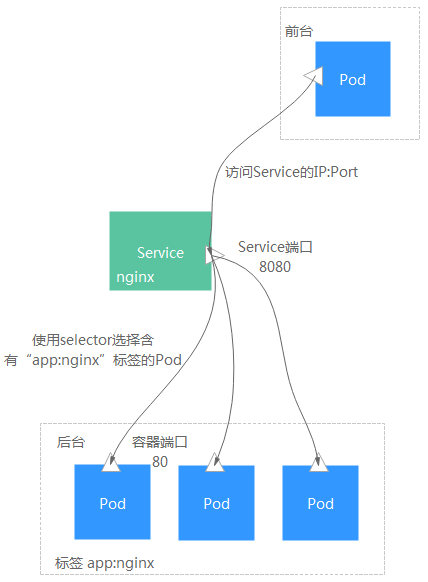 前台
Pod
访问Service的IP:Port
Service
nginx
Service端口
8080
使用selector选择含
有“app:nginx”标签的Pod
后台
容器端口
80
Pod
Pod
Pod
标签 app:nginx